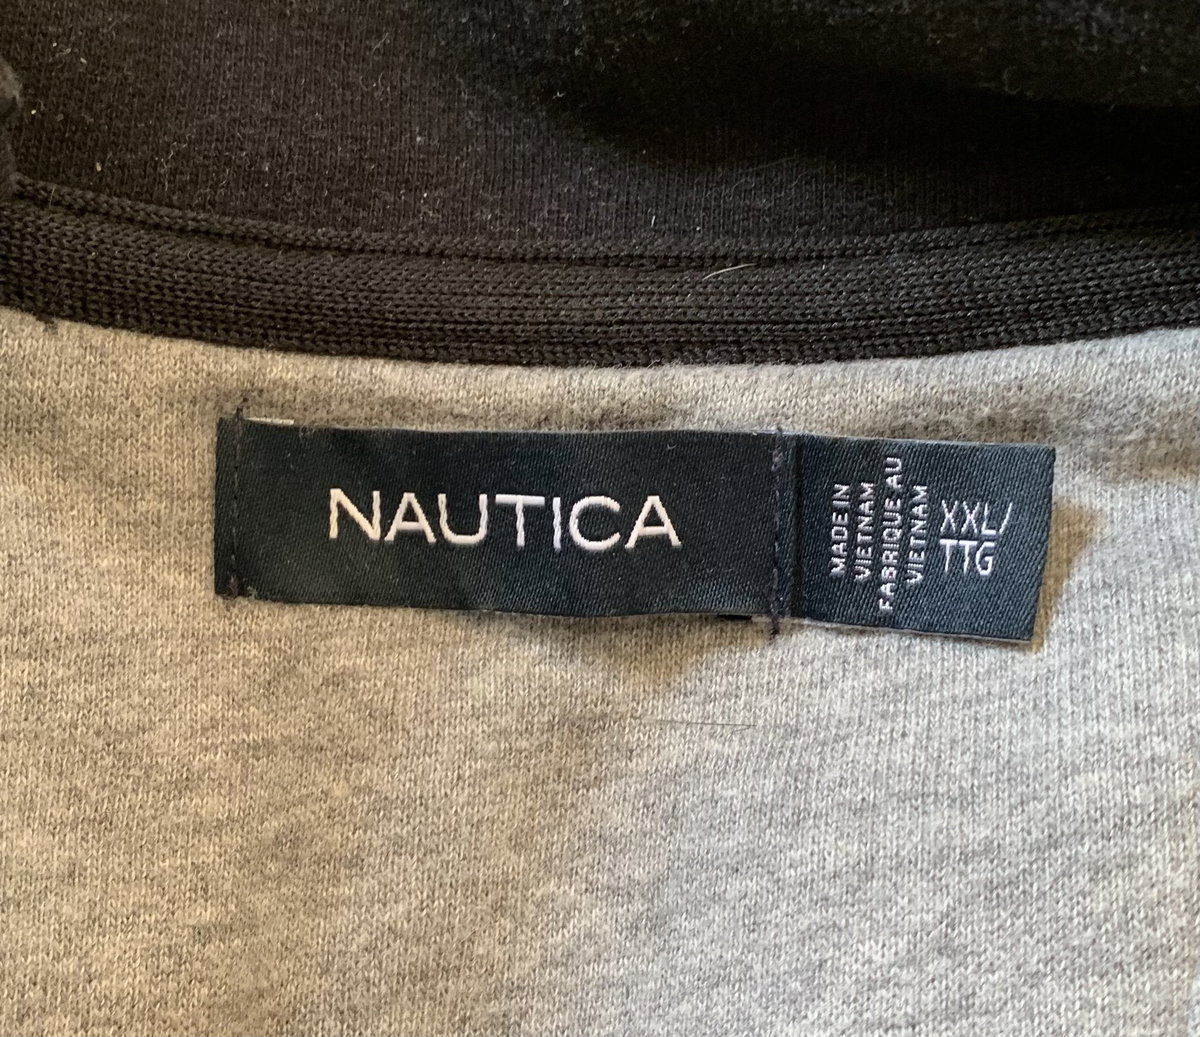 NAUTICA
MADE IN
VIETNAM
FABRIQUE AU
VIETNAM
XXL/
TTG